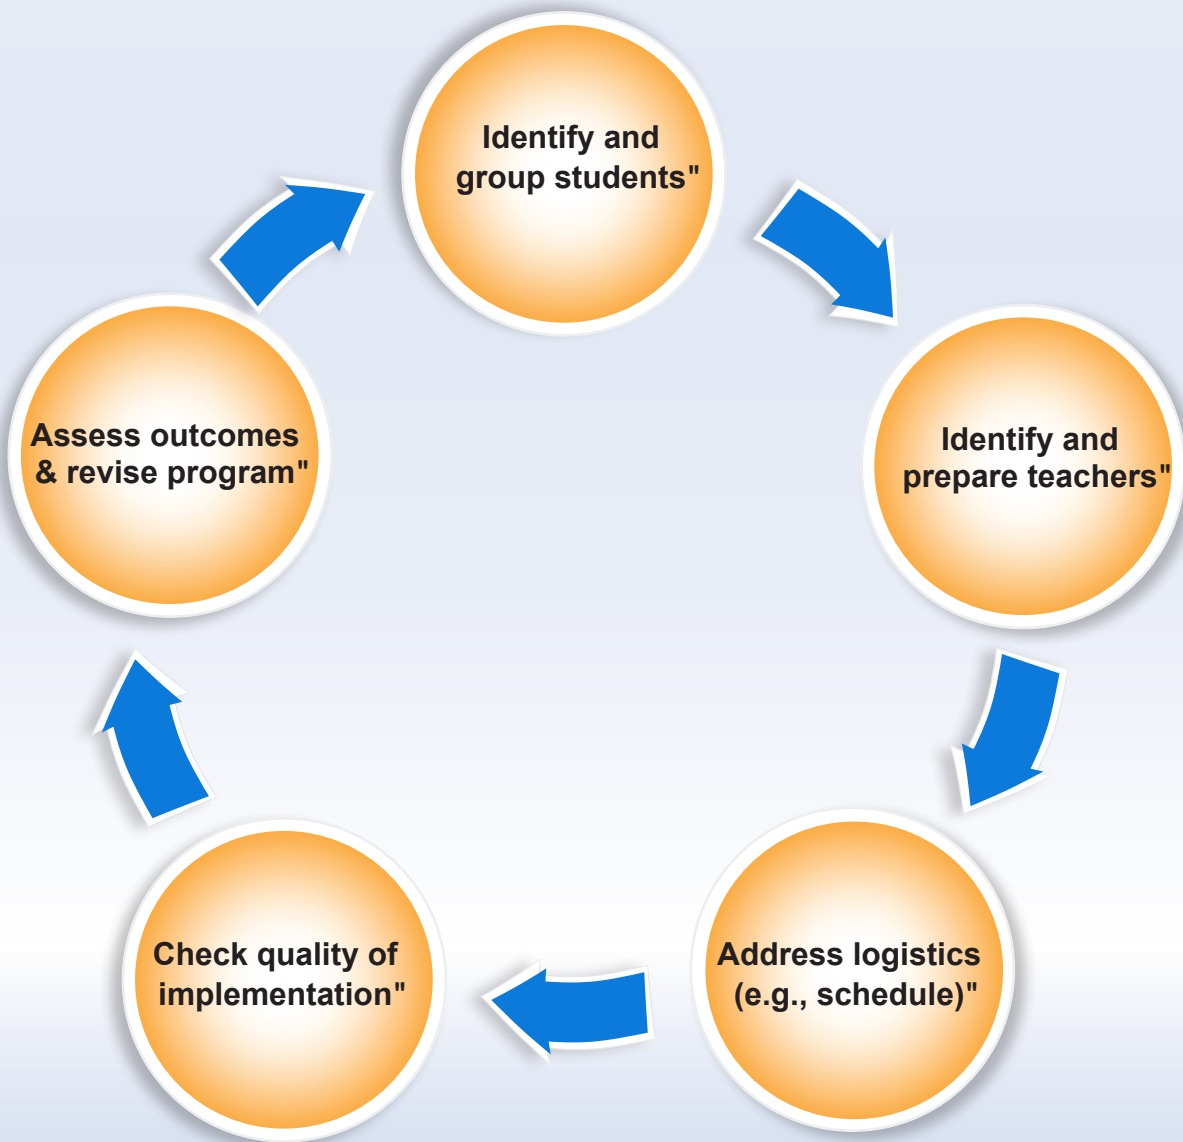 Identify and
group students"
Identify and
prepare teachers"
Address logistics
(e.g., schedule)"
Check quality of
implementation"
Assess outcomes
& revise program"